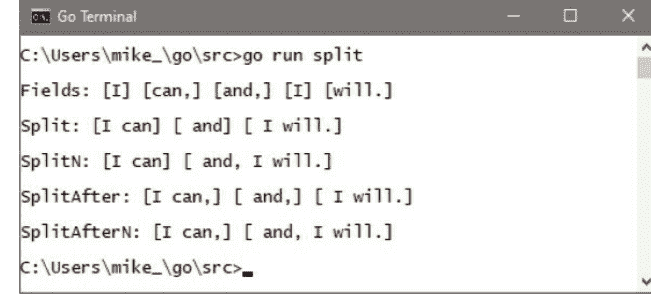 Go Terminal
C:\Users\mike_\go\src>go run split
Fields: [I] [can,] [and,] [I] [will.]
Split: [I can] [ and] [ I will.]
SplitN: [I can] [ and, I will.]
SplitAfter: [I can,] [ and,] [ I will.]
SplitAfterN: [I can,] [ and, I will.]
C:\Users\mike_\go\src>